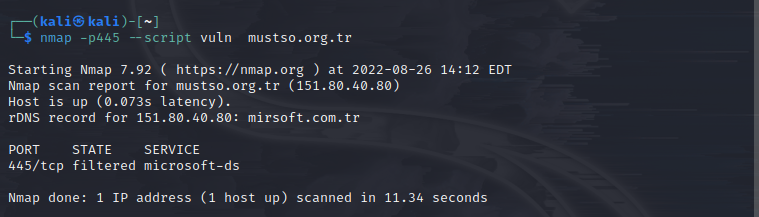 ┌──(kali㉿kali)-[~]
└─$ nmap -p445 --script vuln  mustso.org.tr
Starting Nmap 7.92 ( https://nmap.org ) at 2022-08-26 14:12 EDT
Nmap scan report for mustso.org.tr (151.80.40.80)
Host is up (0.073s latency).
rDNS record for 151.80.40.80: mirsoft.com.tr
PORT    STATE    SERVICE
445/tcp filtered microsoft-ds
Nmap done: 1 IP address (1 host up) scanned in 11.34 seconds